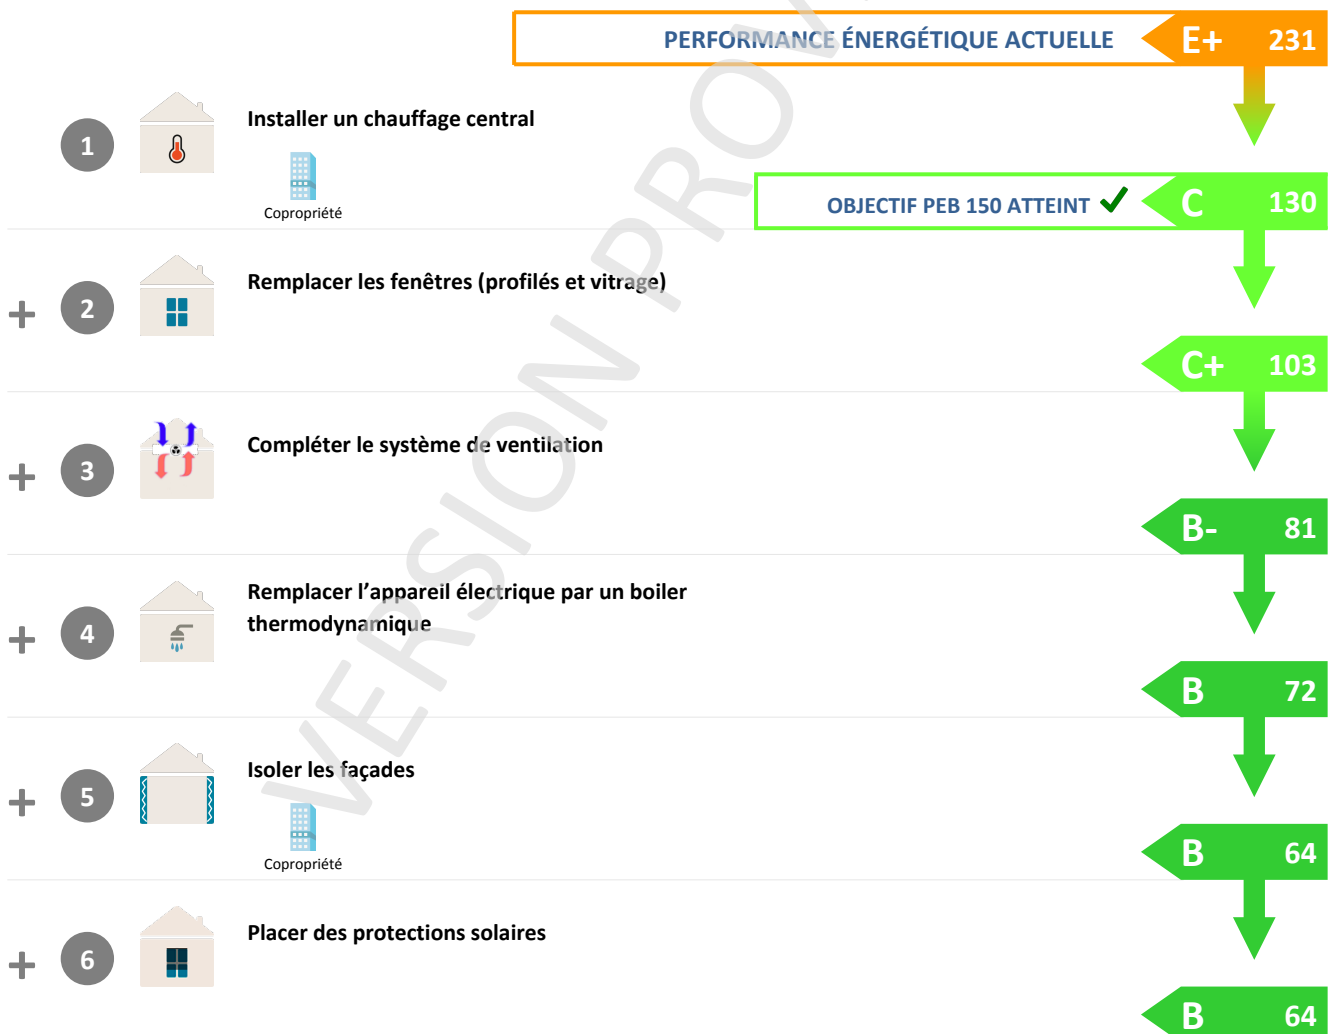 PERFORMANCE ÉNERGÉTIQUE ACTUELLE E+ 231
1 Installer un chauffage central
Copropriété
OBJECTIF PEB 150 ATTEINT C 130
+ 2 Remplacer les fenêtres (profilés et vitrage)
C+ 103
+ 3 Compléter le système de ventilation
B- 81
+ 4 Remplacer l’appareil électrique par un boiler
thermodynamique
B 72
+ 5 Isoler les façades
Copropriété
B 64
+ 6 Placer des protections solaires
B 64
VERSION PROV